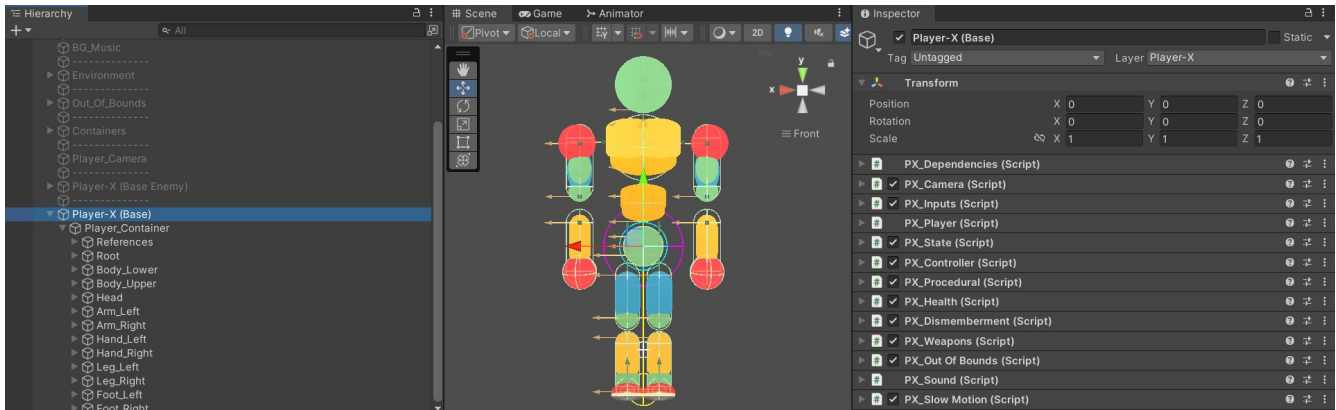 Hierarchy
All
BG_Music
--------------
Environment
--------------
Out_Of_Bounds
--------------
Containers
--------------
Player_Camera
--------------
Player-X (Base Enemy)
--------------
Player-X (Base)
Player_Container
References
Root
Body_Lower
Body_Upper
Head
Arm_Left
Arm_Right
Hand_Left
Hand_Right
Leg_Left
Leg_Right
Foot_Left
Foot_Right
Scene Game Animator
Pivot Local 2D
y
x
Front
Inspector
Player-X (Base) Static
Tag Untagged Layer Player-X
Transform
Position X 0 Y 0 Z 0
Rotation X 0 Y 0 Z 0
Scale X 1 Y 1 Z 1
# PX_Dependencies (Script)
# PX_Camera (Script)
# PX_Inputs (Script)
# PX_Player (Script)
# PX_State (Script)
# PX_Controller (Script)
# PX_Procedural (Script)
# PX_Health (Script)
# PX_Dismemberment (Script)
# PX_Weapons (Script)
# PX_Out Of Bounds (Script)
# PX_Sound (Script)
# PX_Slow Motion (Script)